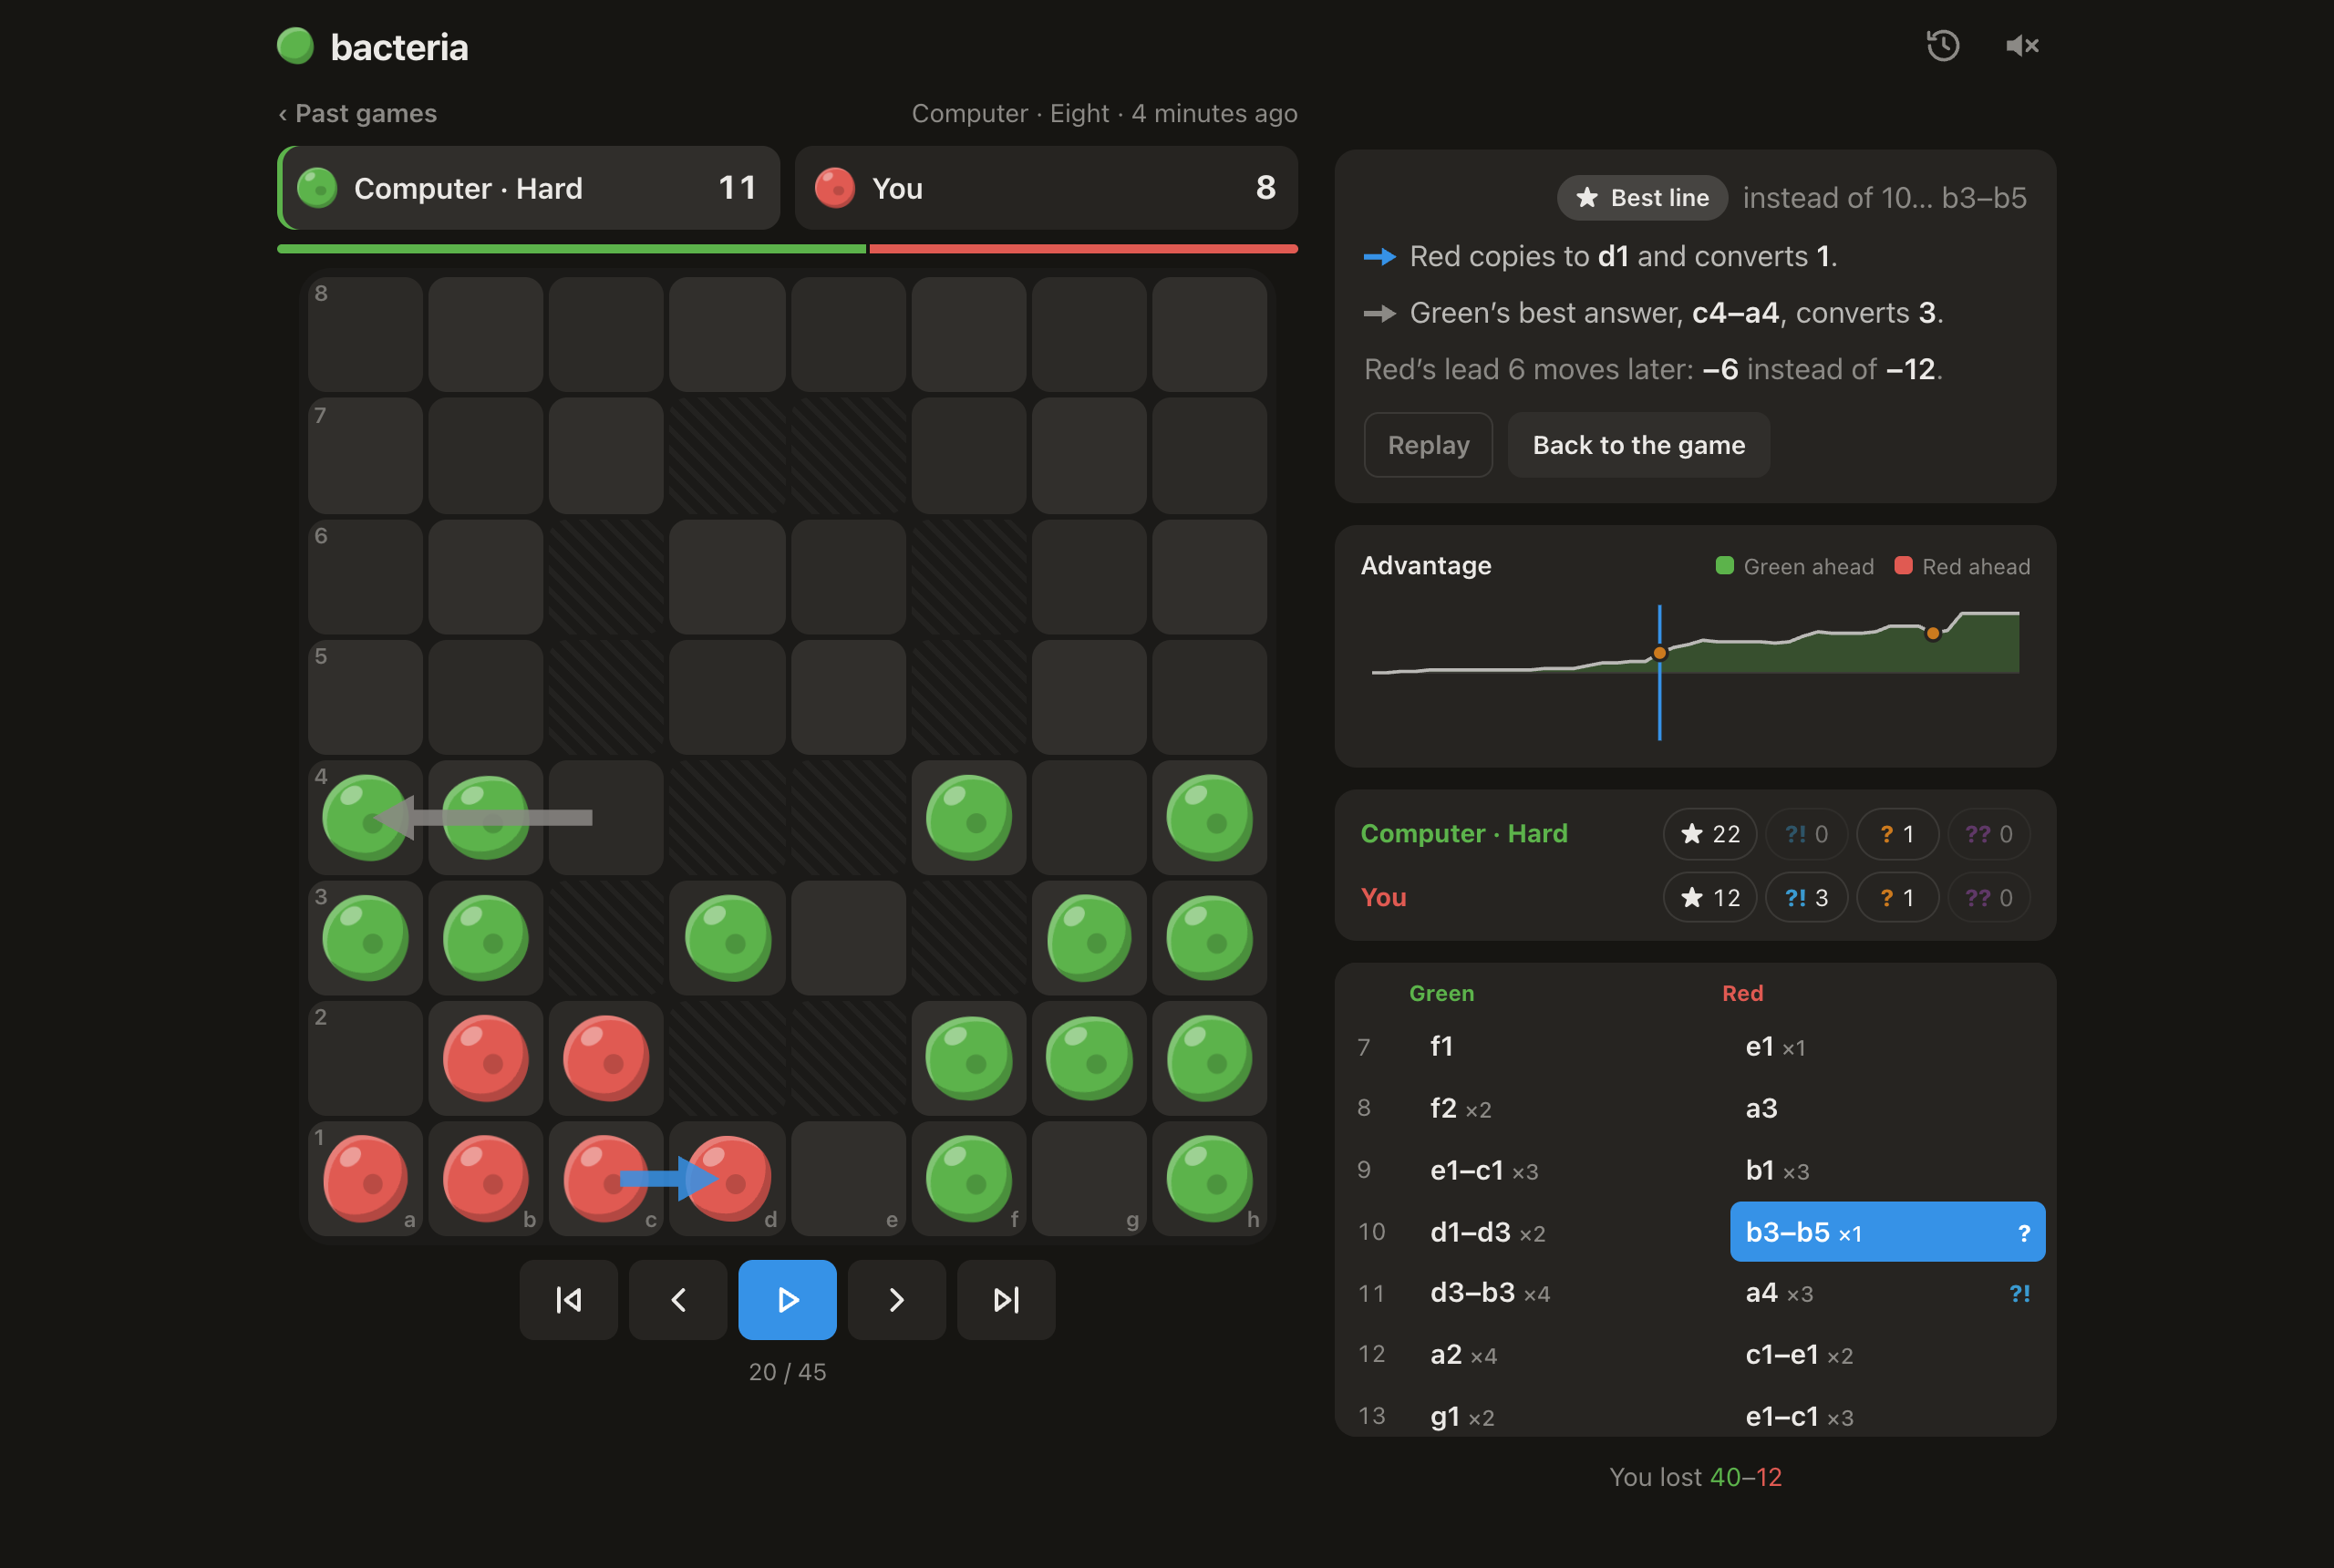 bacteria
‹ Past games
Computer · Eight · 4 minutes ago
Computer · Hard 11
You 8
8
7
6
5
4
3
2
1
a b c d e f g h
20 / 45
★ Best line instead of 10... b3–b5
Red copies to d1 and converts 1.
Green’s best answer, c4–a4, converts 3.
Red’s lead 6 moves later: −6 instead of −12.
Replay Back to the game
Advantage Green ahead Red ahead
Computer · Hard ★ 22 ?! 0 ? 1 ?? 0
You ★ 12 ?! 3 ? 1 ?? 0
Green Red
7 f1 e1 ×1
8 f2 ×2 a3
9 e1–c1 ×3 b1 ×3
10 d1–d3 ×2 b3–b5 ×1 ?
11 d3–b3 ×4 a4 ×3 ?!
12 a2 ×4 c1–e1 ×2
13 g1 ×2 e1–c1 ×3
You lost 40–12